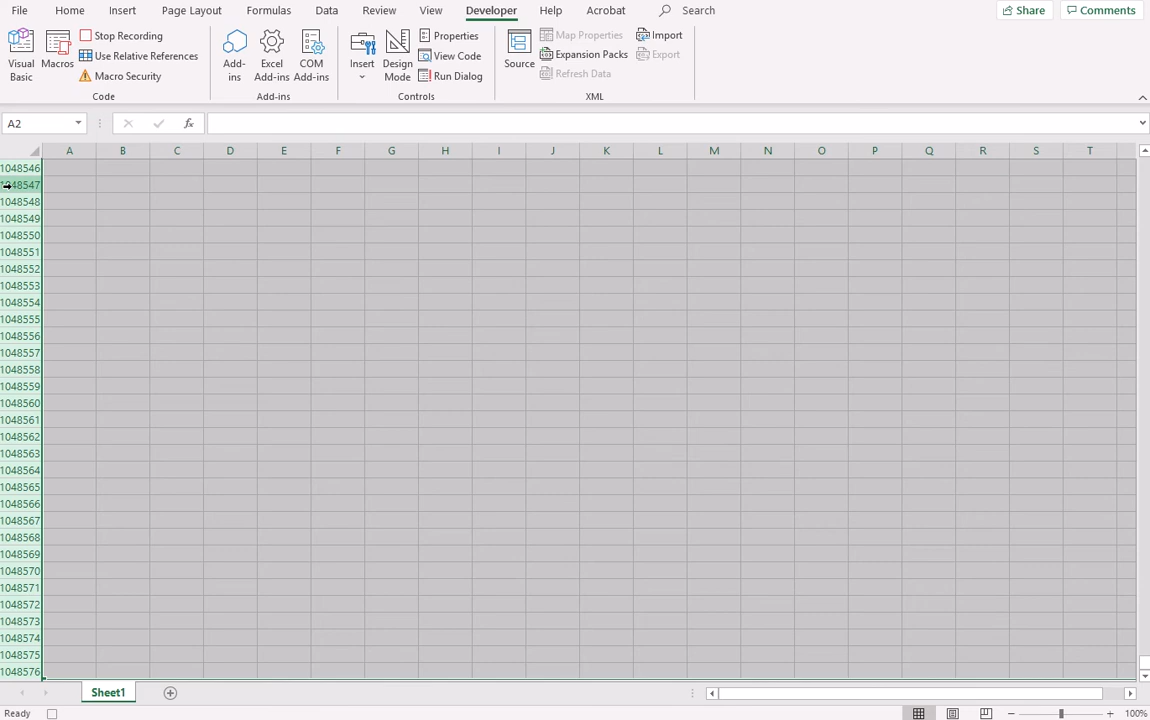 File Home Insert Page Layout Formulas Data Review View Developer Help Acrobat Search Share Comments
Visual Basic
Macros
Stop Recording
Use Relative References
Macro Security
Code
Add-ins
Excel Add-ins
COM Add-ins
Add-ins
Insert
Design Mode
Properties
View Code
Run Dialog
Controls
Source
Map Properties
Expansion Packs
Refresh Data
Import
Export
XML
A2 fx
A B C D E F G H I J K L M N O P Q R S T
1048546
1048547
1048548
1048549
1048550
1048551
1048552
1048553
1048554
1048555
1048556
1048557
1048558
1048559
1048560
1048561
1048562
1048563
1048564
1048565
1048566
1048567
1048568
1048569
1048570
1048571
1048572
1048573
1048574
1048575
1048576
Sheet1
Ready 100%